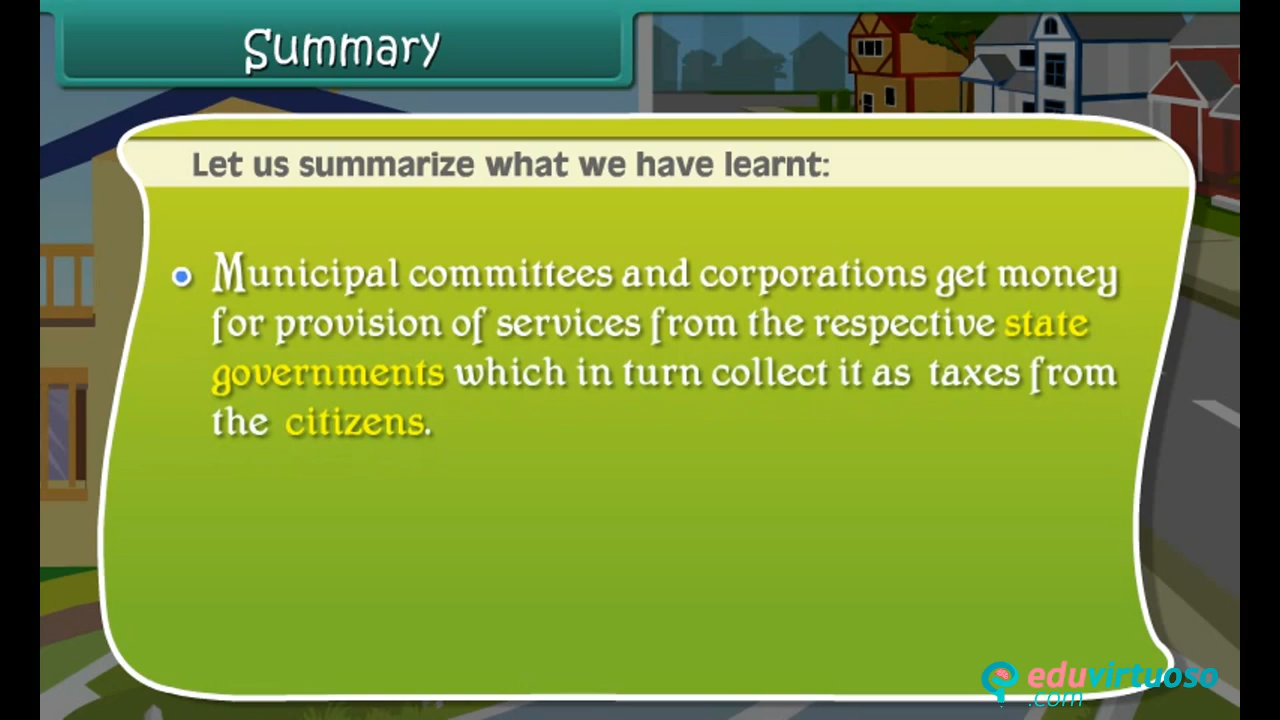 Summary
Let us summarize what we have learnt:
Municipal committees and corporations get money
for provision of services from the respective state
governments which in turn collect it as taxes from
the citizens.
eduvirtuoso
.com